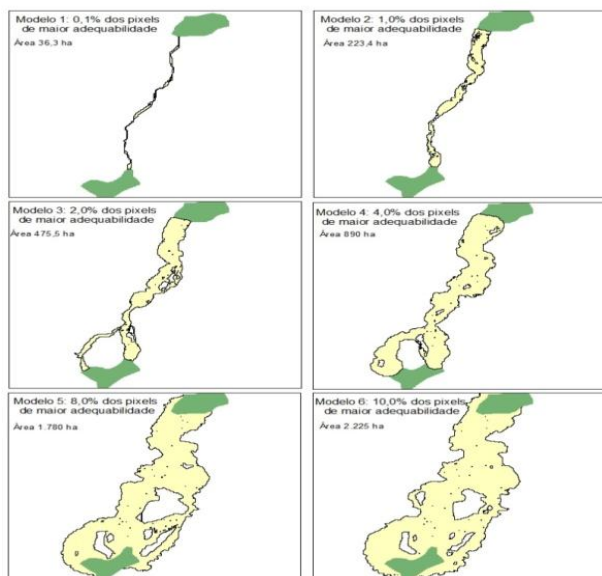 Modelo 1: 0,1% dos pixels
de maior adequabilidade
Área 36,3 ha
Modelo 2: 1,0% dos pixels
de maior adequabilidade
Área 223,4 ha
Modelo 3: 2,0% dos pixels
de maior adequabilidade
Área 475,5 ha
Modelo 4: 4,0% dos pixels
de maior adequabilidade
Área 890 ha
Modelo 5: 8,0% dos pixels
de maior adequabilidade
Área 1.780 ha
Modelo 6: 10,0% dos pixels
de maior adequabilidade
Área 2.225 ha